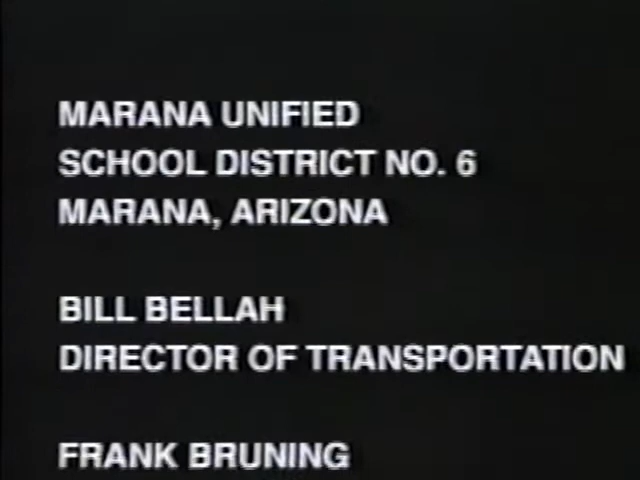 MARANA UNIFIED
SCHOOL DISTRICT NO. 6
MARANA, ARIZONA
BILL BELLAH
DIRECTOR OF TRANSPORTATION
FRANK BRUNING